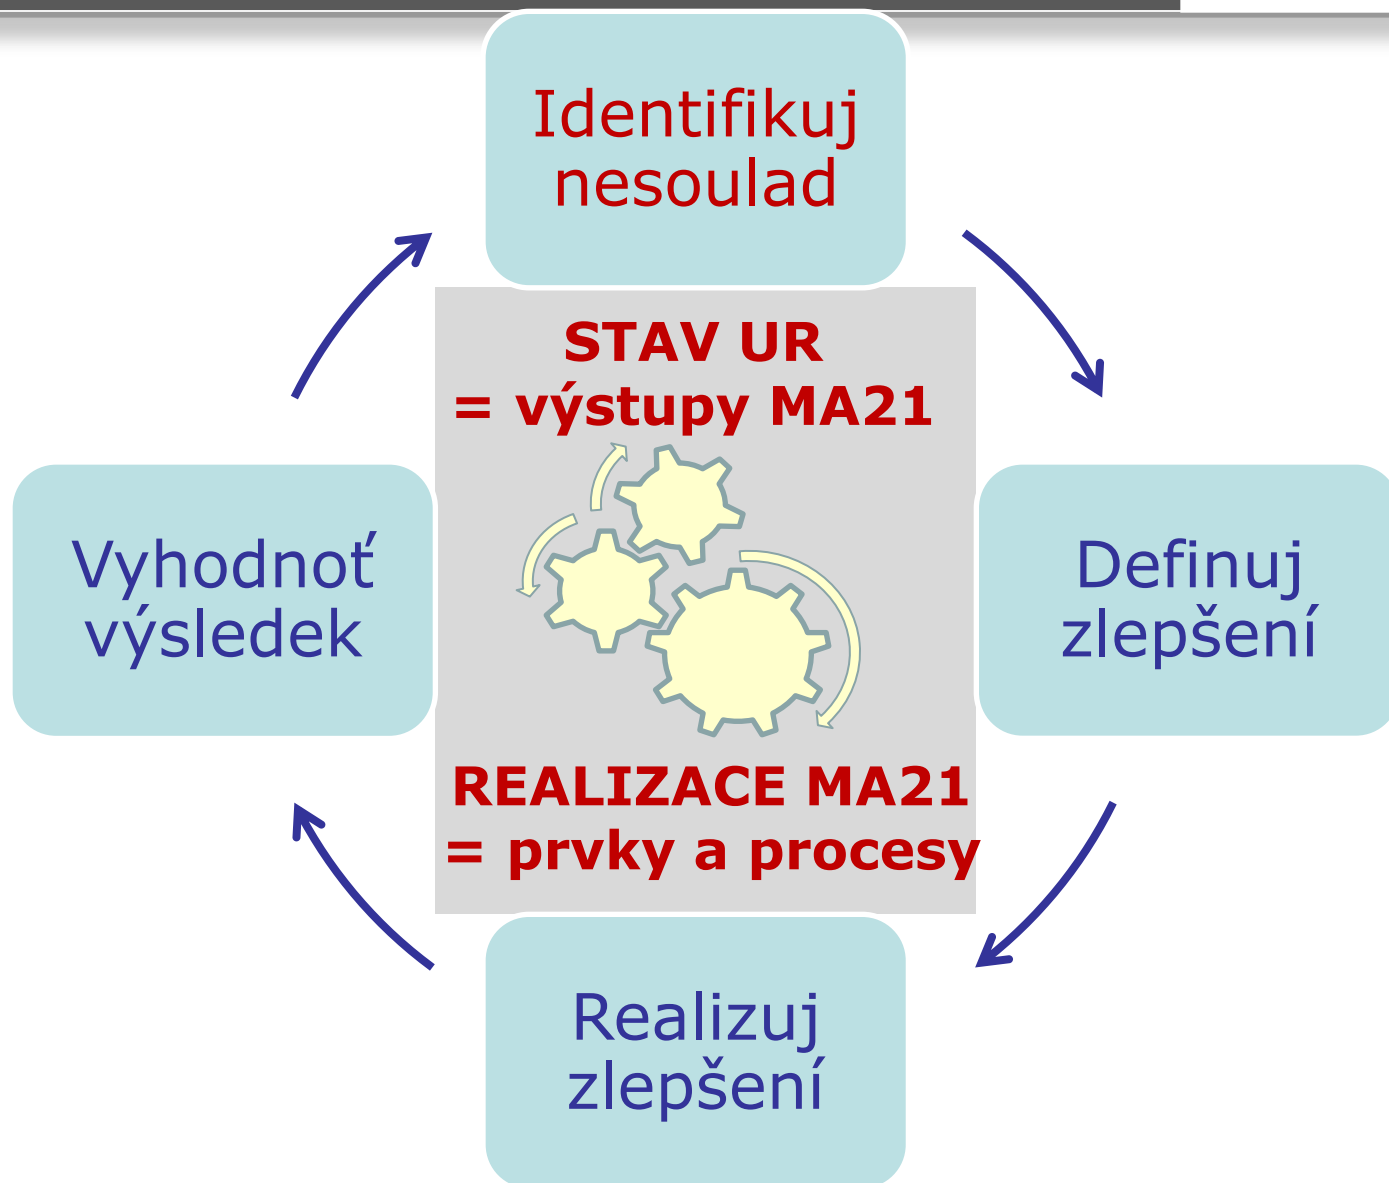 Identifikuj
nesoulad
STAV UR
= výstupy MA21
Vyhodnoť
výsledek
Definuj
zlepšení
REALIZACE MA21
= prvky a procesy
Realizuj
zlepšení